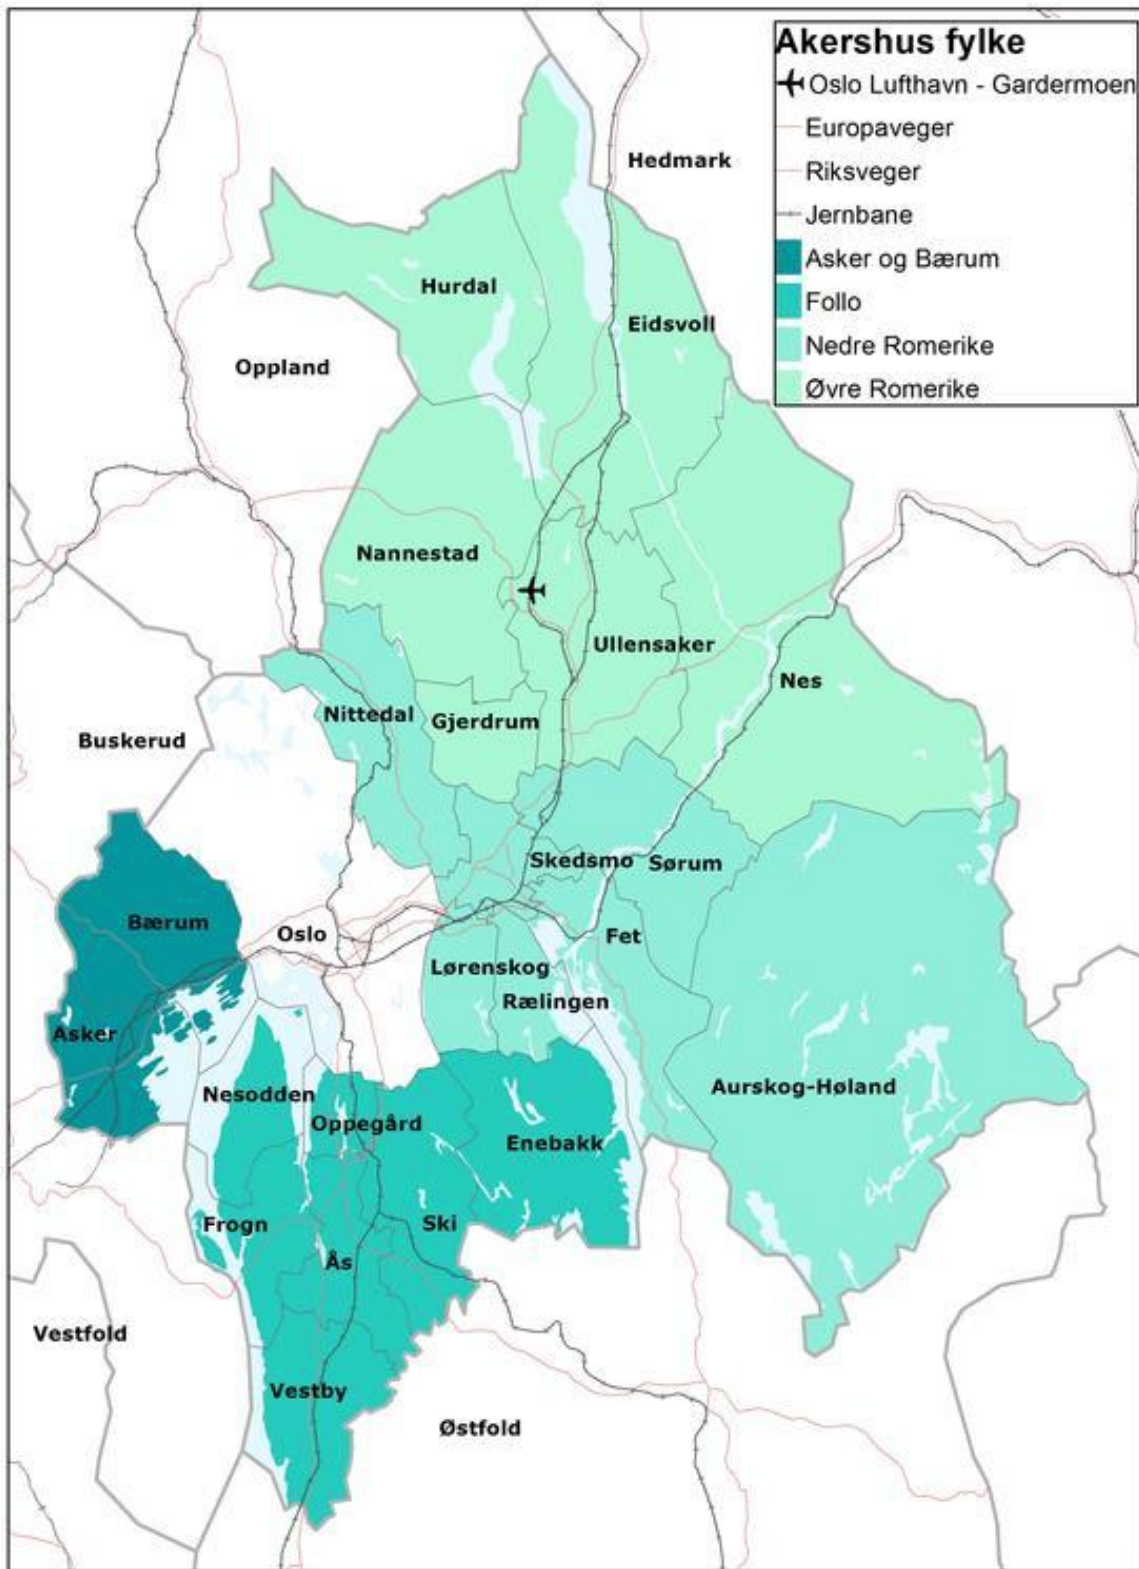 Akershus fylke
Oslo Lufthavn - Gardermoen
Europaveger
Riksveger
Jernbane
Asker og Bærum
Follo
Nedre Romerike
Øvre Romerike
Hedmark
Hurdal
Eidsvoll
Oppland
Nannestad
Ullensaker
Nes
Nittedal
Gjerdrum
Buskerud
Skedsmo
Sørum
Bærum
Oslo
Fet
Lørenskog
Rælingen
Asker
Aurskog-Høland
Nesodden
Oppegård
Enebakk
Frogn
Ski
Ås
Vestfold
Vestby
Østfold